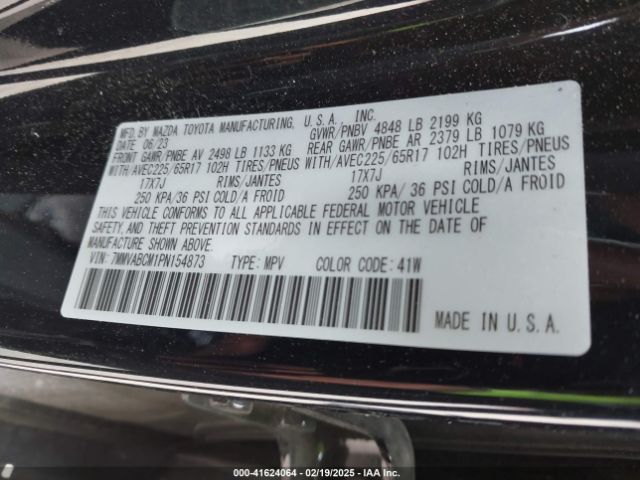 MFD. BY MAZDA TOYOTA MANUFACTURING, U.S.A., INC.
DATE 06/23 GVWR/PNBV 4848 LB 2199 KG
FRONT GAWR/PNBE AV 2498 LB 1133 KG REAR GAWR/PNBE AR 2379 LB 1079 KG
WITH/AVEC225/65R17 102H TIRES/PNEUS WITH/AVEC225/65R17 102H TIRES/PNEUS
17X7J RIMS/JANTES 17X7J RIMS/JANTES
250 KPA/36 PSI COLD/A FROID 250 KPA/ 36 PSI COLD/A FROID
THIS VEHICLE CONFORMS TO ALL APPLICABLE FEDERAL MOTOR VEHICLE
SAFETY,AND THEFT PREVENTION STANDARDS IN EFFECT ON THE DATE OF
MANUFACTURE SHOWN ABOVE.
VIN: 7MMVABCM1PN154873 TYPE: MPV COLOR CODE: 41W
MADE IN U.S.A.
000-41624064 - 02/19/2025 - IAA Inc.